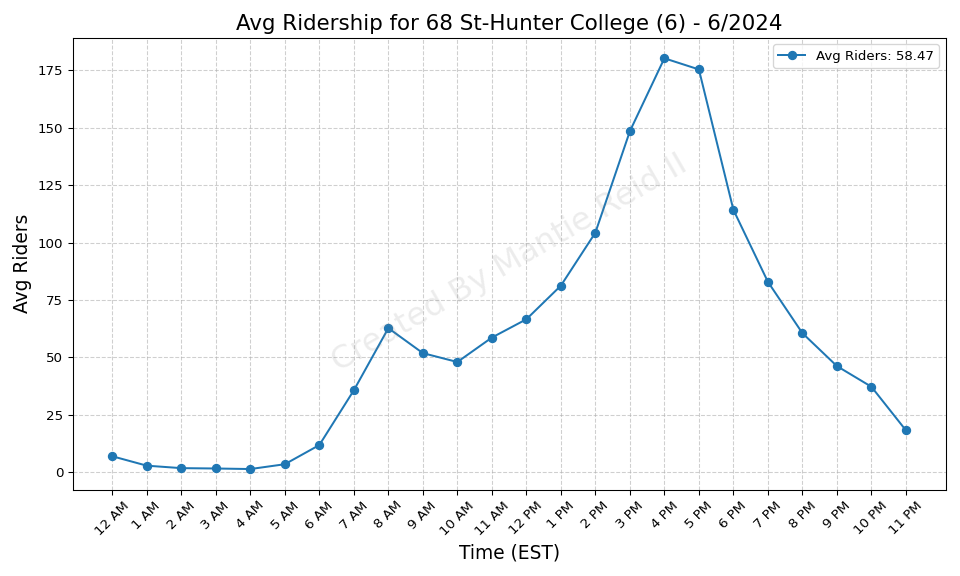 Avg Ridership for 68 St-Hunter College (6) - 6/2024
Avg Riders: 58.47
175
150
125
100
75
50
25
0
Avg Riders
Created By Mantie Reid II
12 AM
1 AM
2 AM
3 AM
4 AM
5 AM
6 AM
7 AM
8 AM
9 AM
10 AM
11 AM
12 PM
1 PM
2 PM
3 PM
4 PM
5 PM
6 PM
7 PM
8 PM
9 PM
10 PM
11 PM
Time (EST)